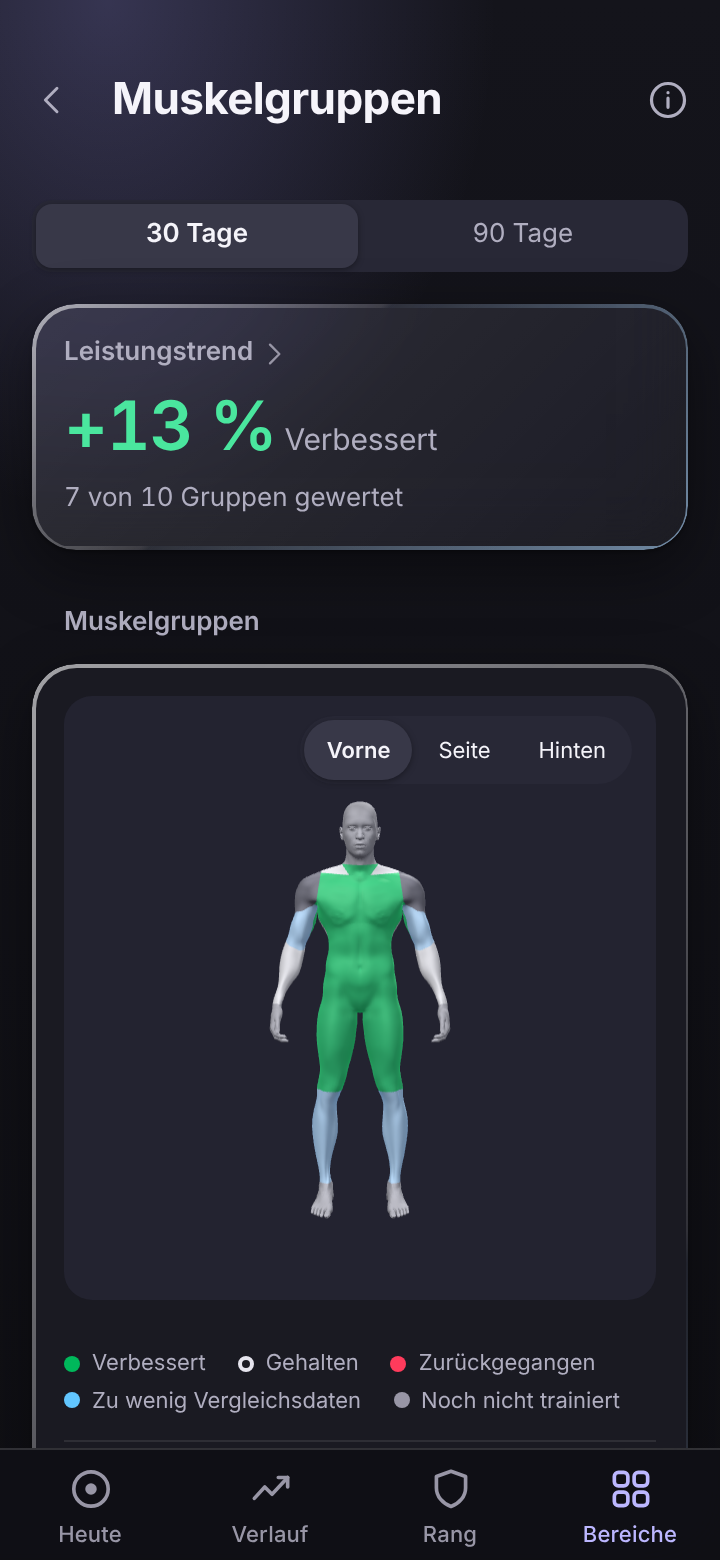 Muskelgruppen
30 Tage 90 Tage
Leistungstrend
+13 % Verbessert
7 von 10 Gruppen gewertet
Muskelgruppen
Vorne Seite Hinten
Verbessert Gehalten Zurückgegangen
Zu wenig Vergleichsdaten Noch nicht trainiert
Heute Verlauf Rang Bereiche